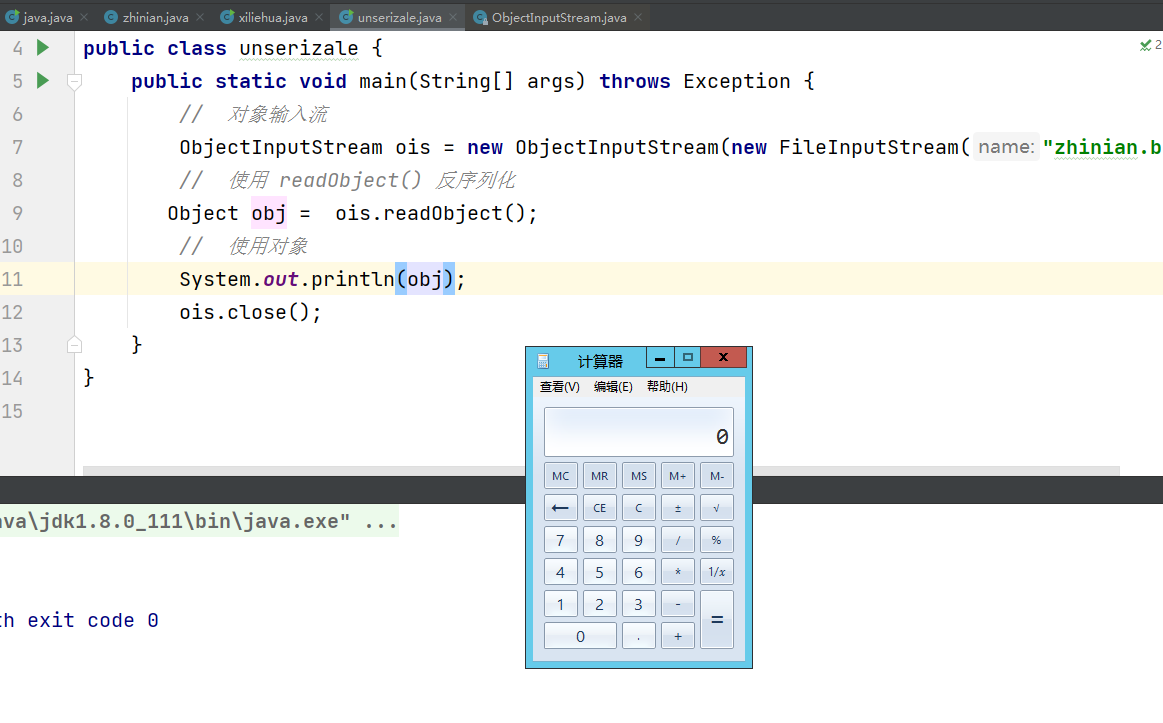 java.java
zhinian.java
xiliehua.java
unserizale.java
ObjectInputStream.java
2
4 public class unserizale {
5 public static void main(String[] args) throws Exception {
6 // 对象输入流
7 ObjectInputStream ois = new ObjectInputStream(new FileInputStream( name: "zhinian.b
8 // 使用 readObject() 反序列化
9 Object obj = ois.readObject();
10 // 使用对象
11 System.out.println(obj);
12 ois.close();
13 }
14 }
15
计算器
查看(V) 编辑(E) 帮助(H)
0
MC MR MS M+ M-
← CE C ± √
7 8 9 / %
4 5 6 * 1/x
1 2 3 - =
0 . +
ava\jdk1.8.0_111\bin\java.exe" ...
th exit code 0